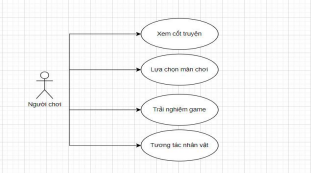 Xem cốt truyện
Lựa chọn màn chơi
Người chơi
Trải nghiệm game
Tương tác nhân vật